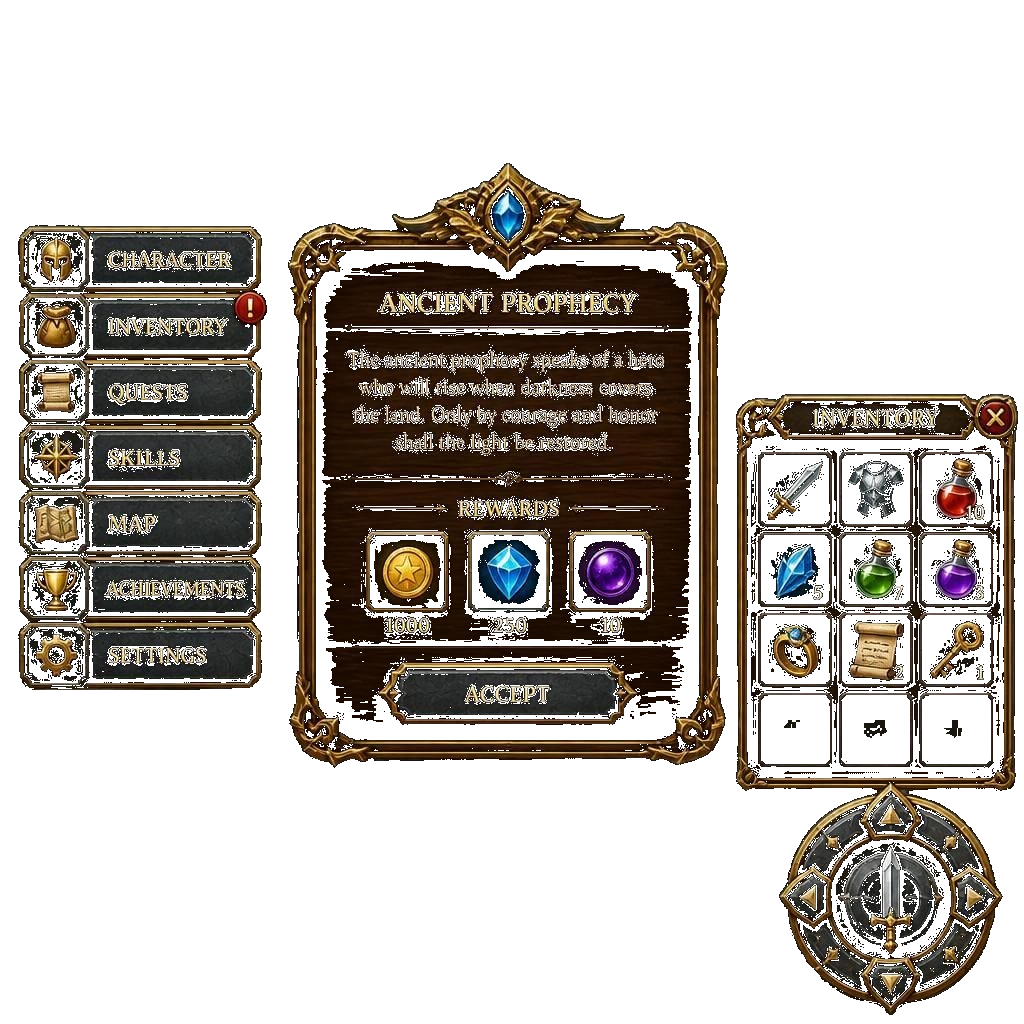 CHARACTER
INVENTORY
!
QUESTS
SKILLS
MAP
ACHIEVEMENTS
SETTINGS
ANCIENT PROPHECY
The ancient prophecy speaks of a hero
who will rise when darkness covers
the land. Only by courage and honor
shall the light be restored.
REWARDS
1000 250 10
ACCEPT
INVENTORY
10
5
1